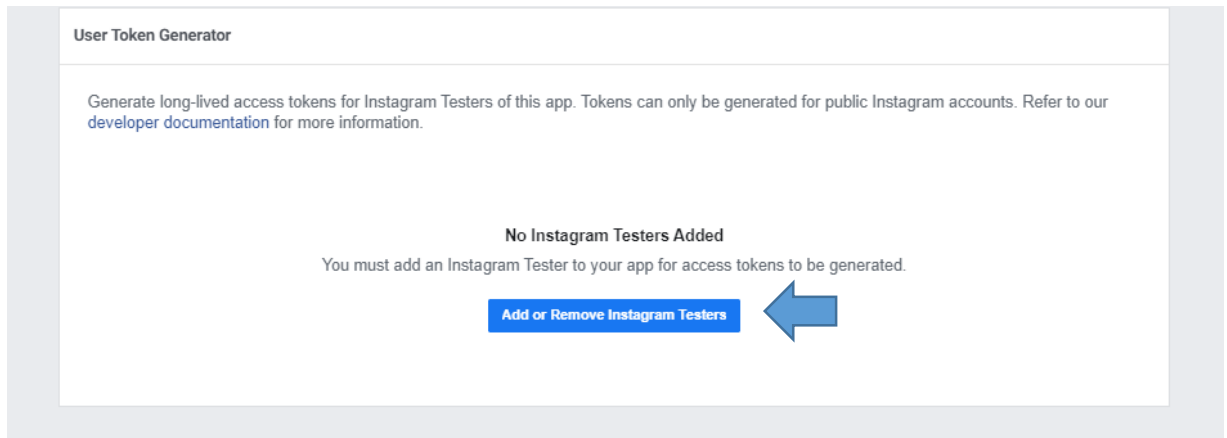 User Token Generator
Generate long-lived access tokens for Instagram Testers of this app. Tokens can only be generated for public Instagram accounts. Refer to our
developer documentation for more information.
No Instagram Testers Added
You must add an Instagram Tester to your app for access tokens to be generated.
Add or Remove Instagram Testers